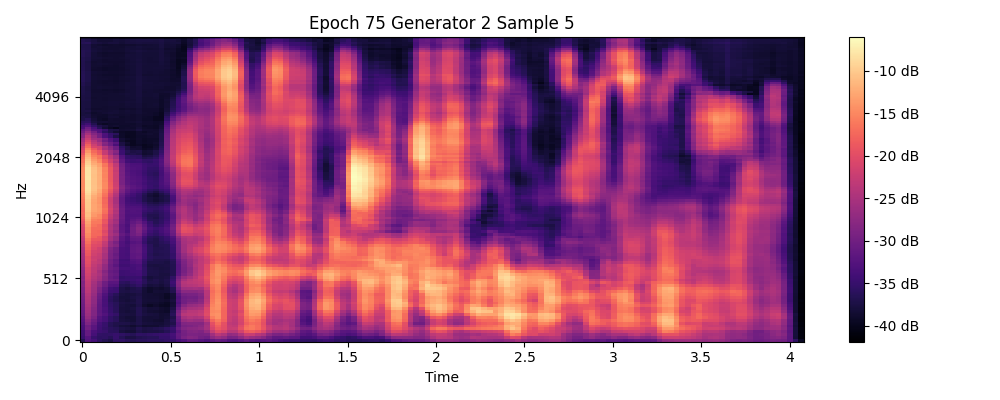 Epoch 75 Generator 2 Sample 5
Hz
4096
2048
1024
512
0
0 0.5 1 1.5 2 2.5 3 3.5 4
Time
-10 dB
-15 dB
-20 dB
-25 dB
-30 dB
-35 dB
-40 dB